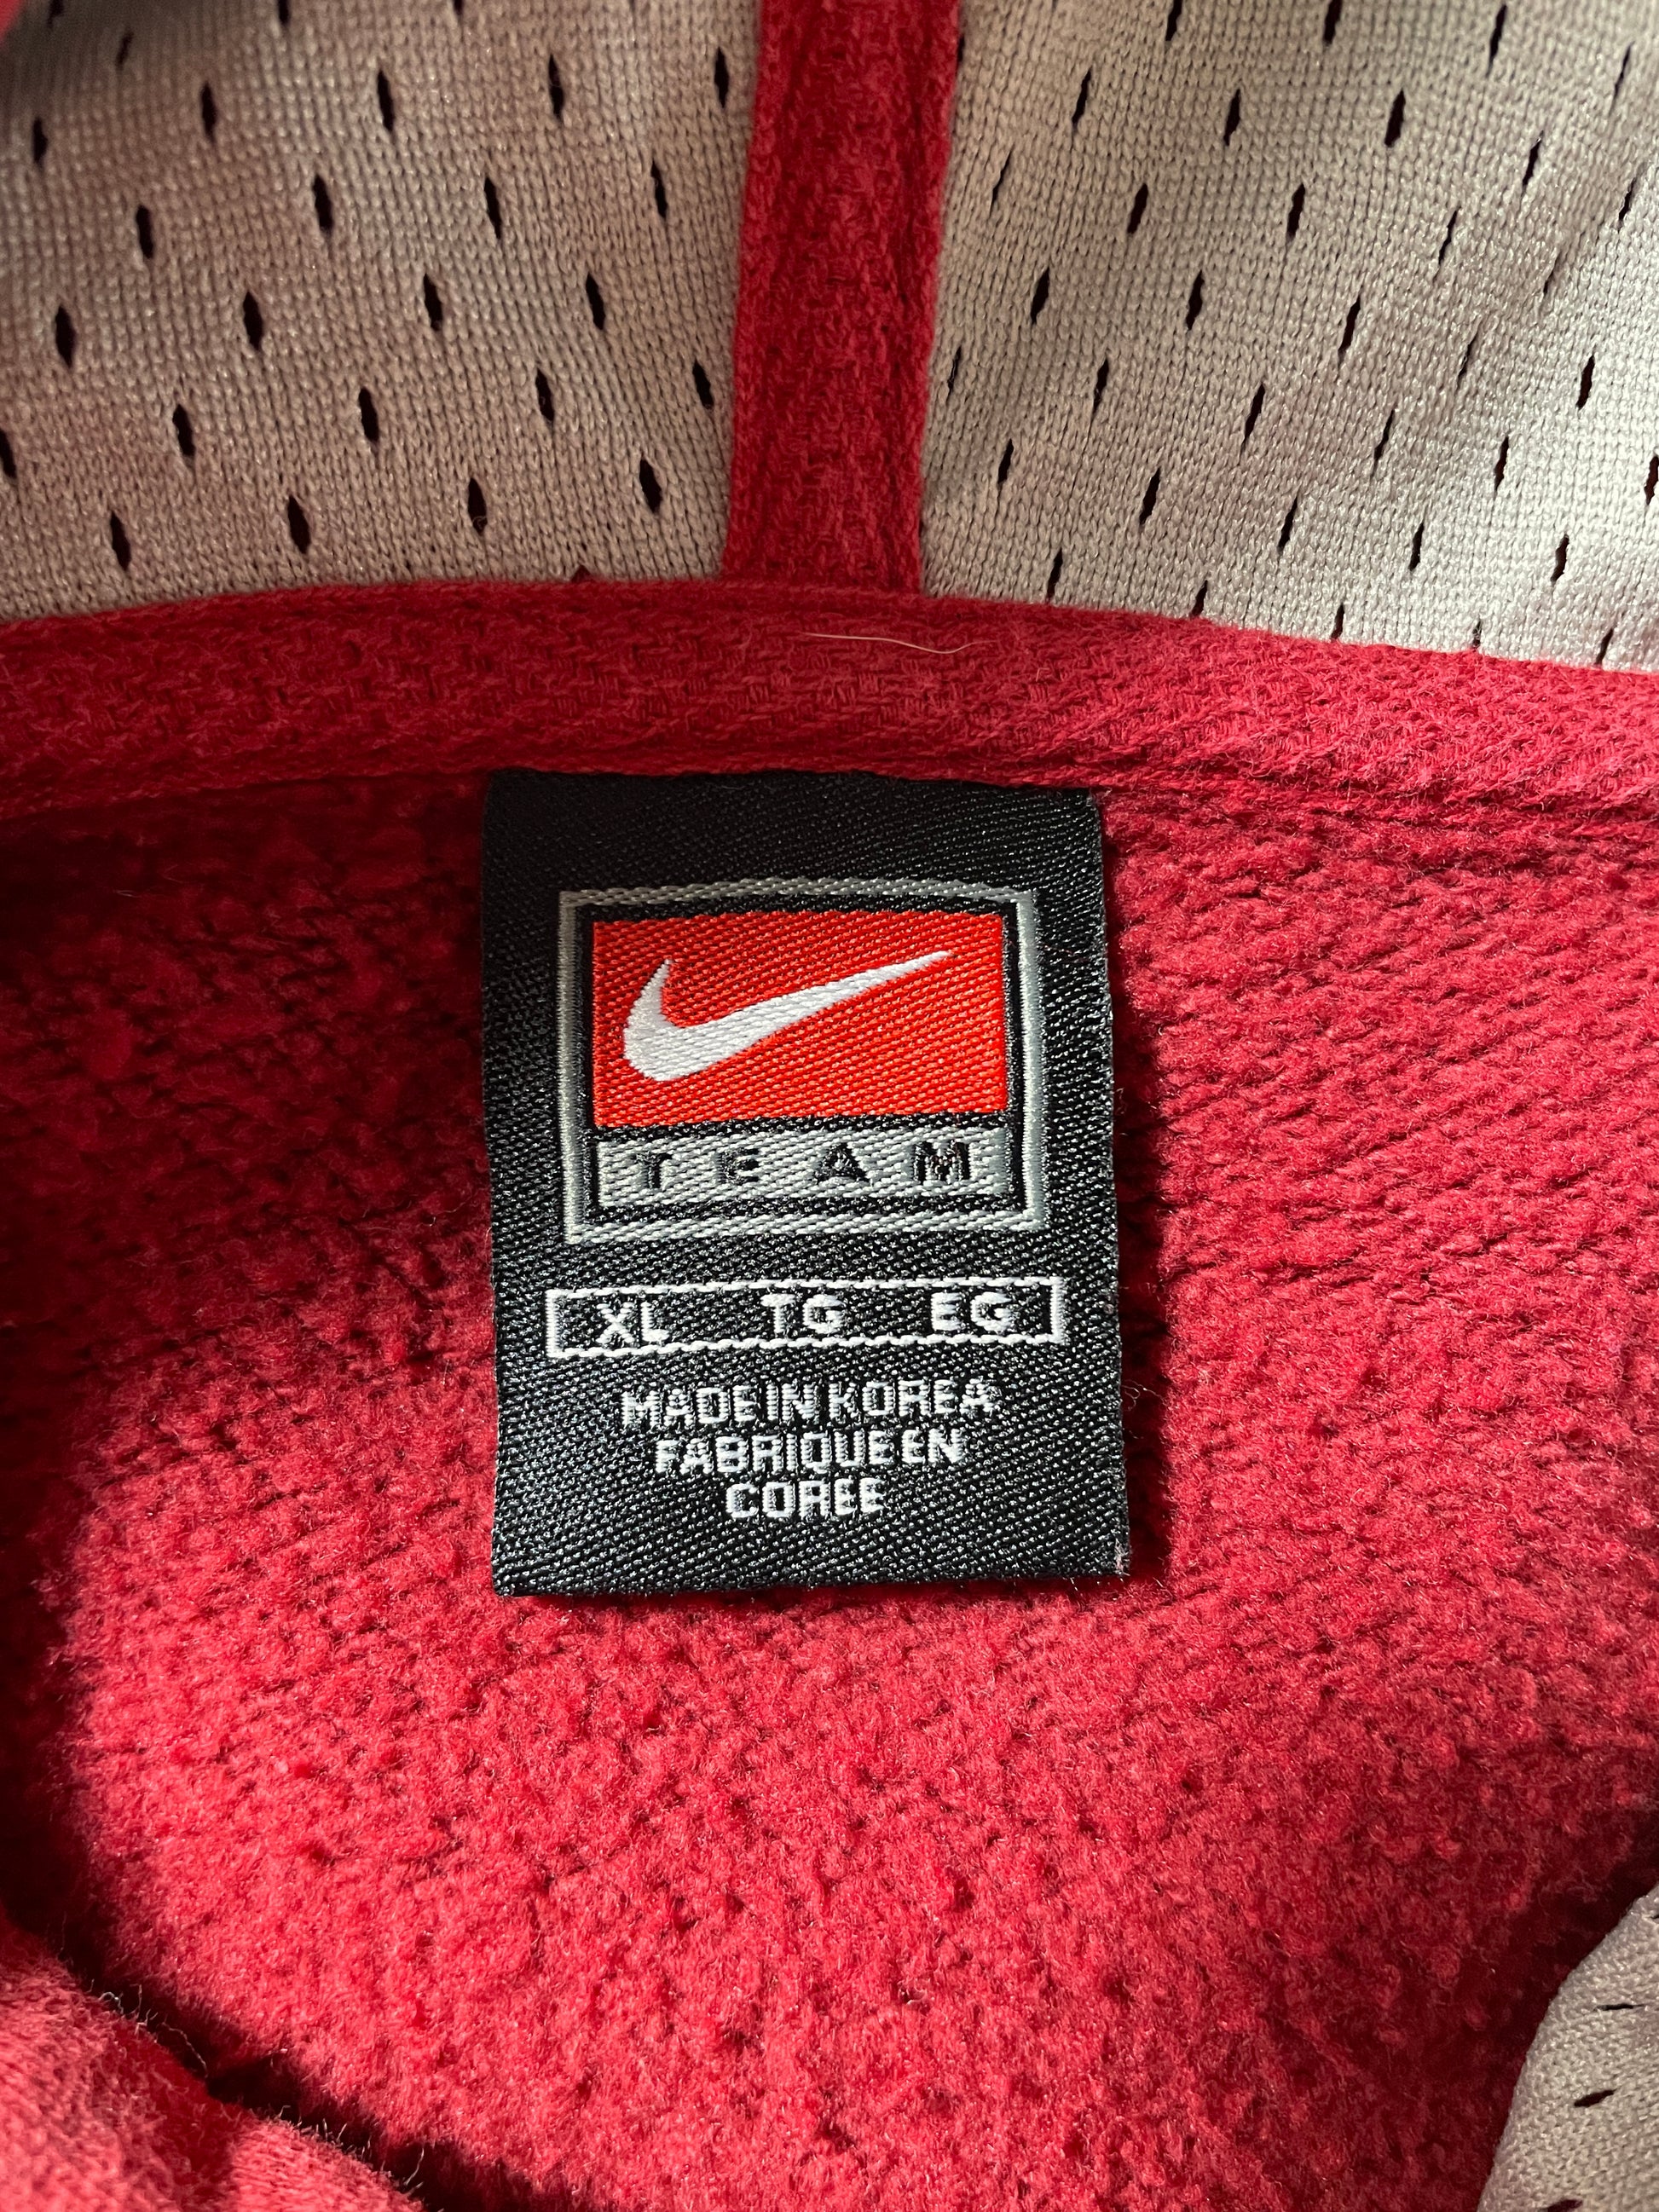 TEAM
XL TG EG
MADE IN KOREA
FABRIQUE EN
COREE